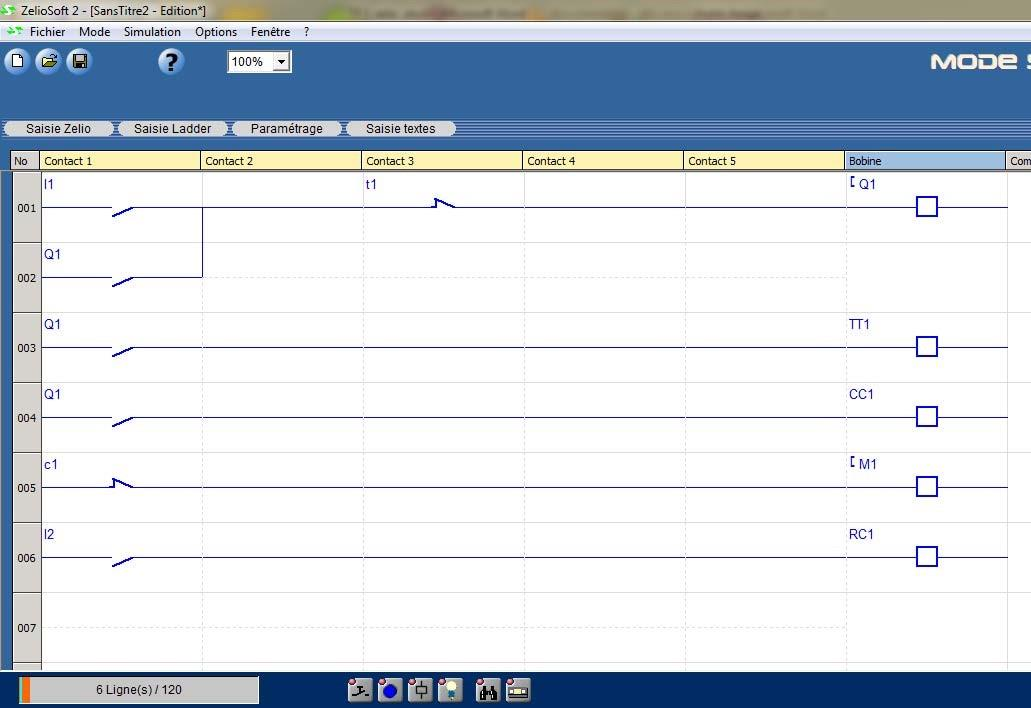 ZelioSoft 2 - [SansTitre2 - Edition*]
Fichier Mode Simulation Options Fenêtre ?
? 100% MODE
Saisie Zelio Saisie Ladder Paramétrage Saisie textes
No Contact 1 Contact 2 Contact 3 Contact 4 Contact 5 Bobine Com
I1 t1 [ Q1
001
Q1
002
Q1 TT1
003
Q1 CC1
004
c1 [ M1
005
I2 RC1
006
007
6 Ligne(s) / 120